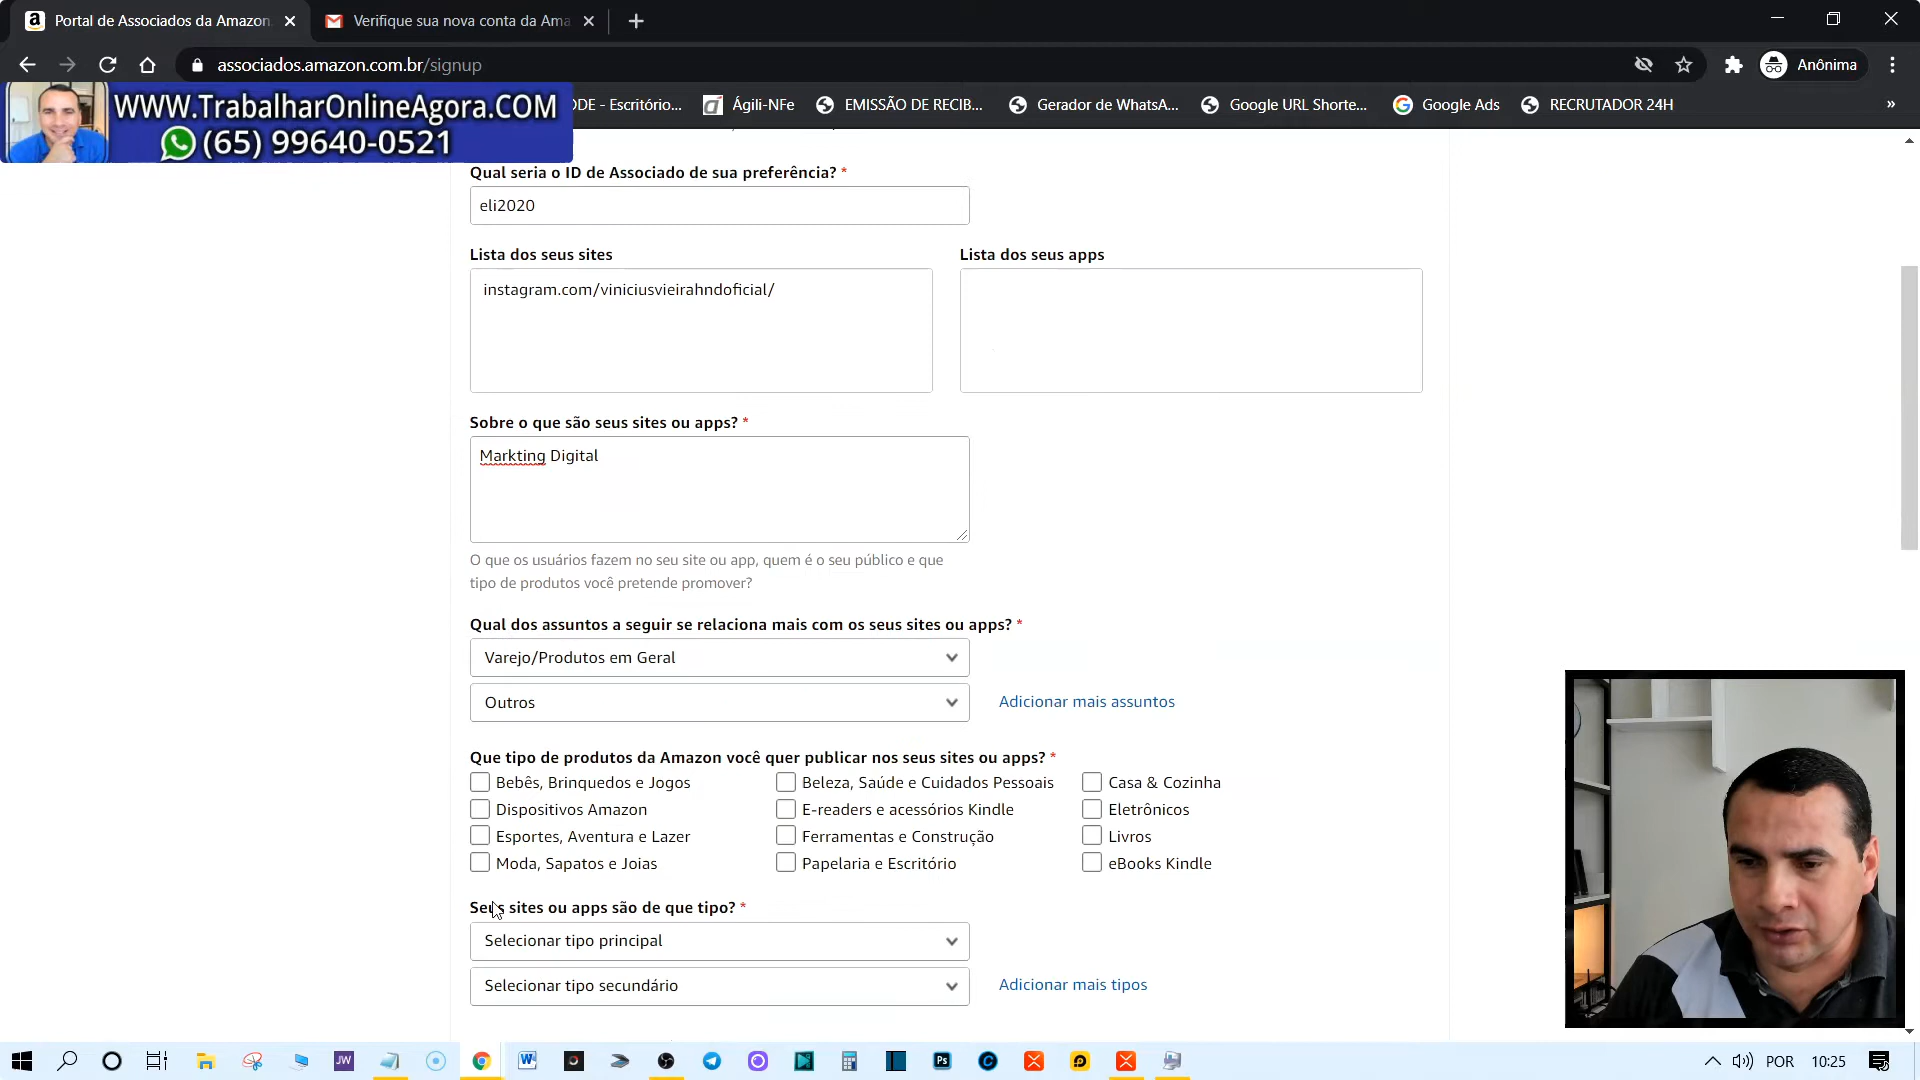 Portal de Associados da Amazon
Verifique sua nova conta da Ama
associados.amazon.com.br/signup
Anônima
WWW.TrabalharOnlineAgora.COM
(65) 99640-0521
ODE - Escritório...
Ágili-NFe
EMISSÃO DE RECIB...
Gerador de WhatsA...
Google URL Shorte...
Google Ads
RECRUTADOR 24H
»
Qual seria o ID de Associado de sua preferência? *
eli2020
Lista dos seus sites
Lista dos seus apps
instagram.com/viniciusvieirahndoficial/
Sobre o que são seus sites ou apps? *
Markting Digital
O que os usuários fazem no seu site ou app, quem é o seu público e que
tipo de produtos você pretende promover?
Qual dos assuntos a seguir se relaciona mais com os seus sites ou apps? *
Varejo/Produtos em Geral
Outros
Adicionar mais assuntos
Que tipo de produtos da Amazon você quer publicar nos seus sites ou apps? *
Bebês, Brinquedos e Jogos
Beleza, Saúde e Cuidados Pessoais
Casa & Cozinha
Dispositivos Amazon
E-readers e acessórios Kindle
Eletrônicos
Esportes, Aventura e Lazer
Ferramentas e Construção
Livros
Moda, Sapatos e Joias
Papelaria e Escritório
eBooks Kindle
Seus sites ou apps são de que tipo? *
Selecionar tipo principal
Selecionar tipo secundário
Adicionar mais tipos
JW
Ps
POR
10:25